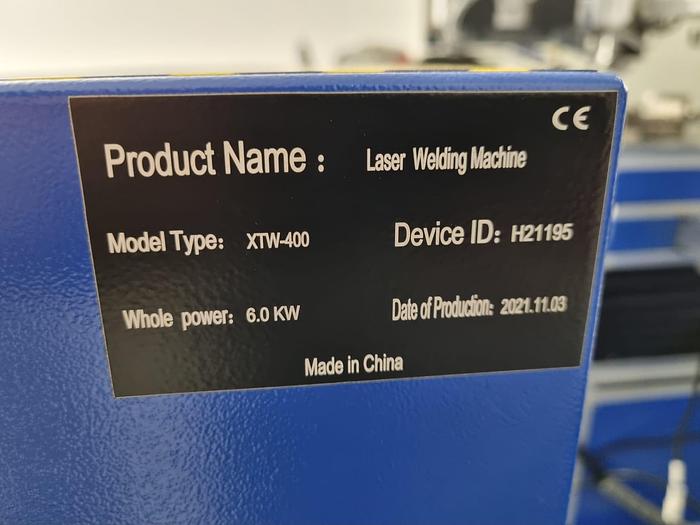 CE
Product Name： Laser Welding Machine
Model Type： XTW-400 Device ID： H21195
Whole power： 6.0 KW Date of Production： 2021.11.03
Made in China